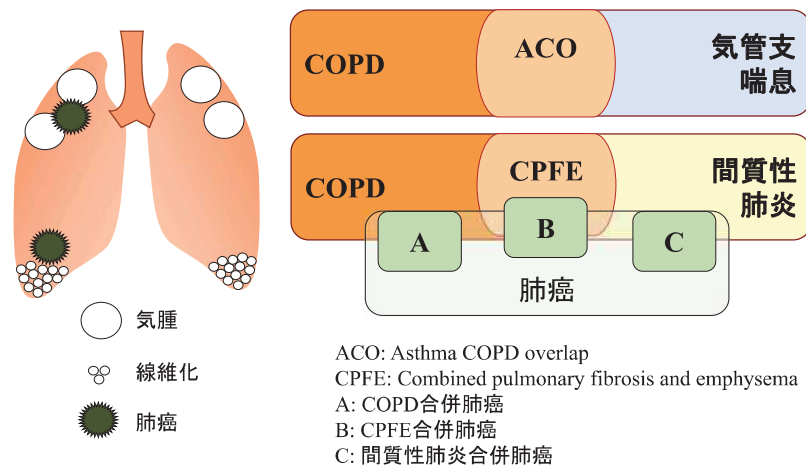 COPD
ACO
気管支
喘息
COPD
CPFE
間質性
肺炎
A
B
C
肺癌
気腫
線維化
肺癌
ACO: Asthma COPD overlap
CPFE: Combined pulmonary fibrosis and emphysema
A: COPD合併肺癌
B: CPFE合併肺癌
C: 間質性肺炎合併肺癌